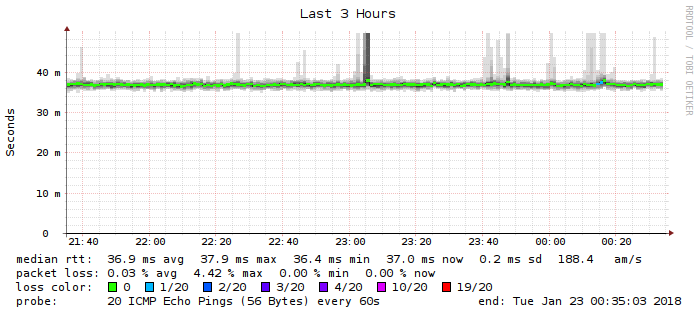 Last 3 Hours
RRDTOOL / TOBI OETIKER
Seconds
40 m
30 m
20 m
10 m
0
21:40 22:00 22:20 22:40 23:00 23:20 23:40 00:00 00:20
median rtt: 36.9 ms avg 37.9 ms max 36.4 ms min 37.0 ms now 0.2 ms sd 188.4 am/s
packet loss: 0.03 % avg 4.42 % max 0.00 % min 0.00 % now
loss color: 0 1/20 2/20 3/20 4/20 10/20 19/20
probe: 20 ICMP Echo Pings (56 Bytes) every 60s end: Tue Jan 23 00:35:03 2018